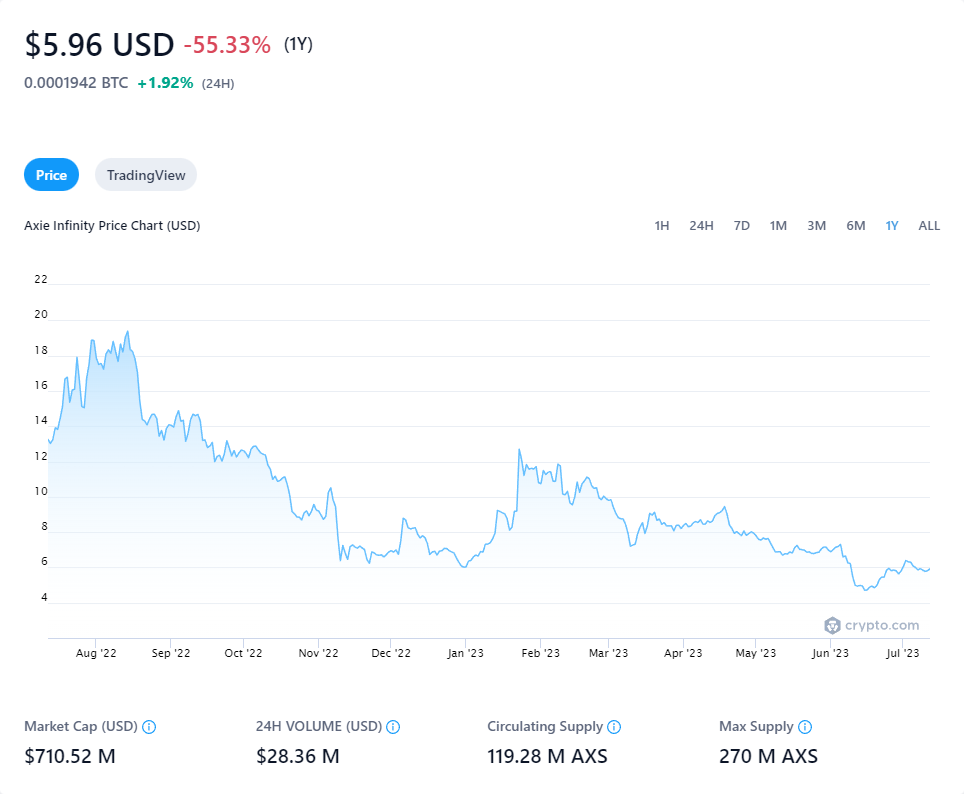 $5.96 USD -55.33% (1Y)
0.0001942 BTC +1.92% (24H)
Price TradingView
Axie Infinity Price Chart (USD) 1H 24H 7D 1M 3M 6M 1Y ALL
22
20
18
16
14
12
10
8
6
4
crypto.com
Aug '22 Sep '22 Oct '22 Nov '22 Dec '22 Jan '23 Feb '23 Mar '23 Apr '23 May '23 Jun '23 Jul '23
Market Cap (USD) 24H VOLUME (USD) Circulating Supply Max Supply
$710.52 M $28.36 M 119.28 M AXS 270 M AXS